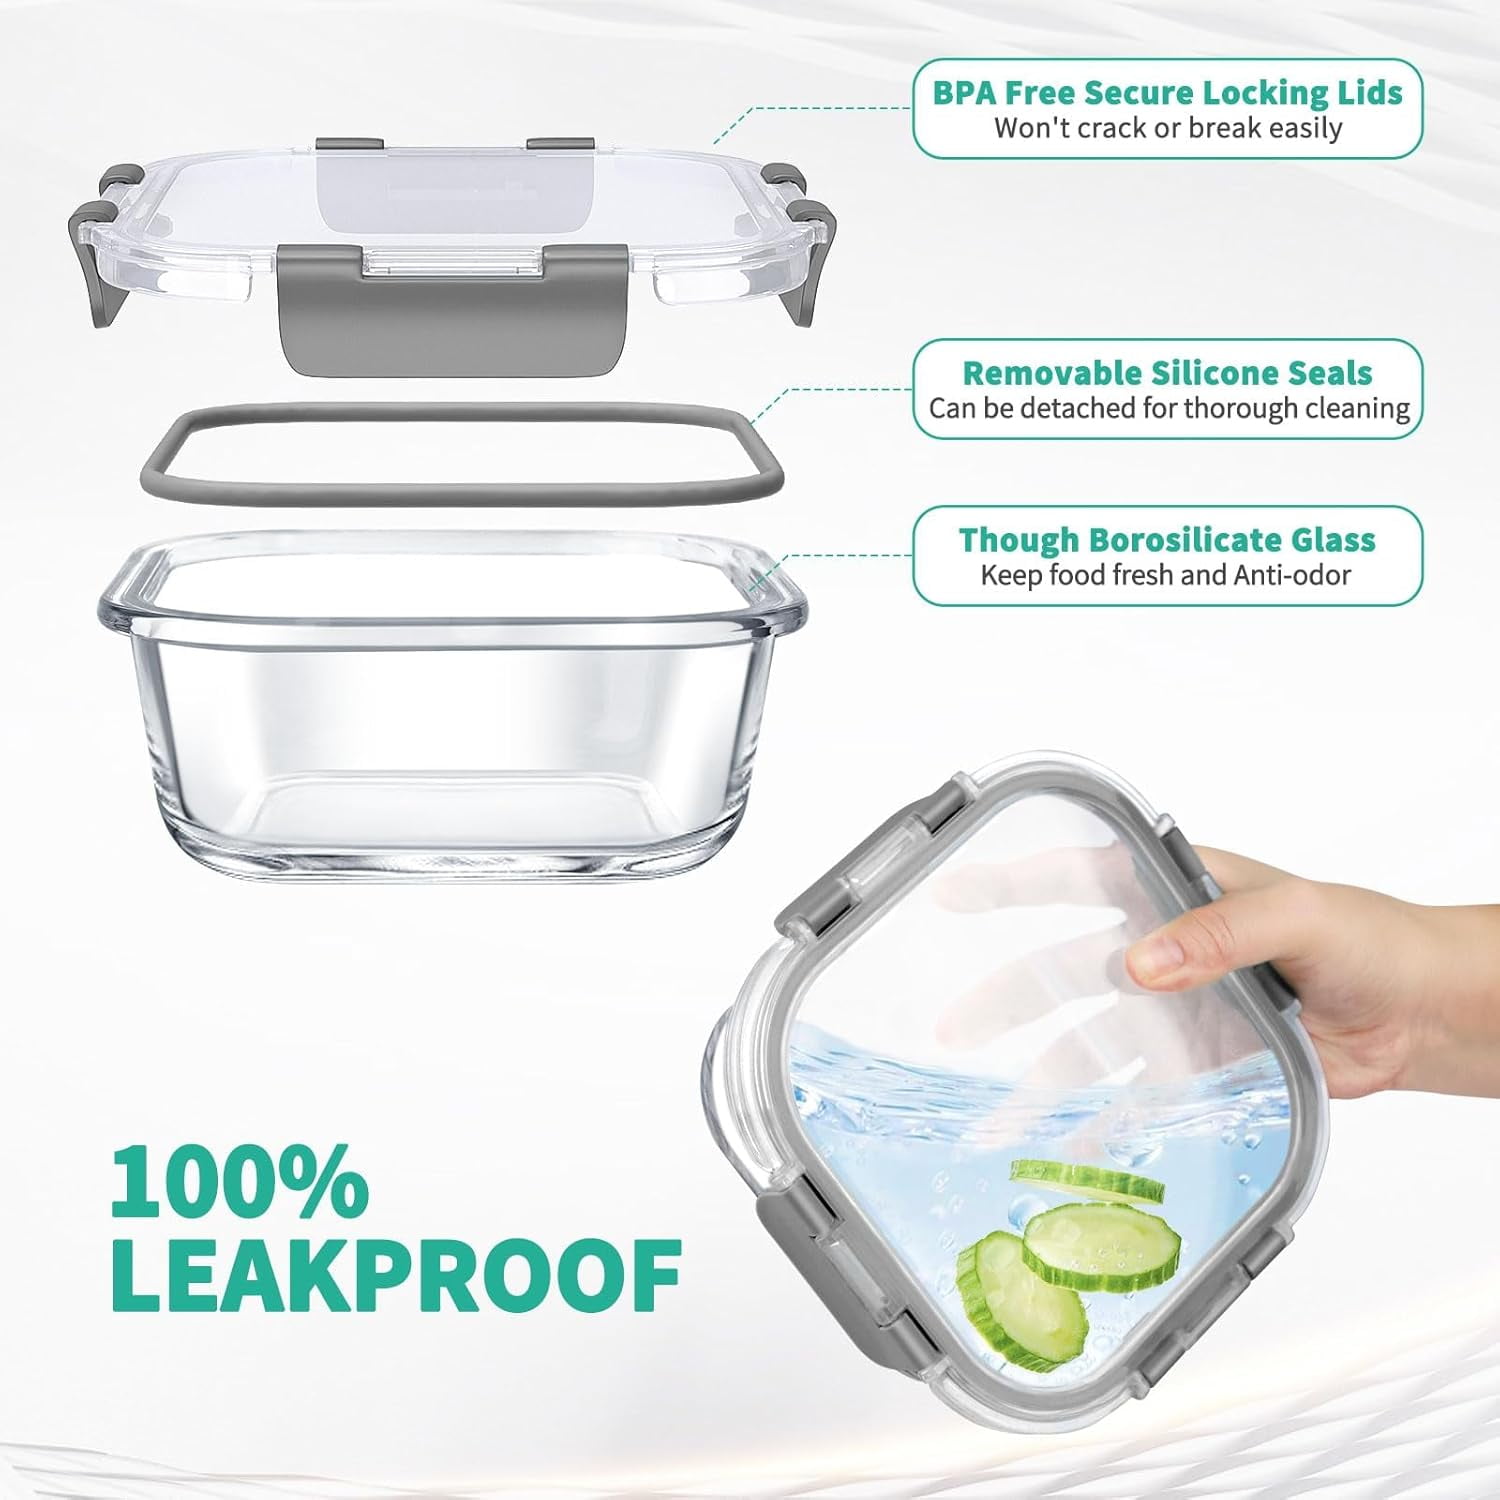 BPA Free Secure Locking Lids
Won't crack or break easily
Removable Silicone Seals
Can be detached for thorough cleaning
Though Borosilicate Glass
Keep food fresh and Anti-odor
100%
LEAKPROOF